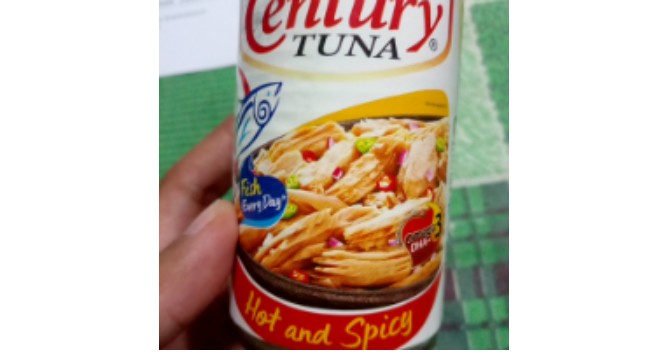 Century
TUNA
®
Fish
Every Day
OMEGA 3
DHA
Hot and Spicy